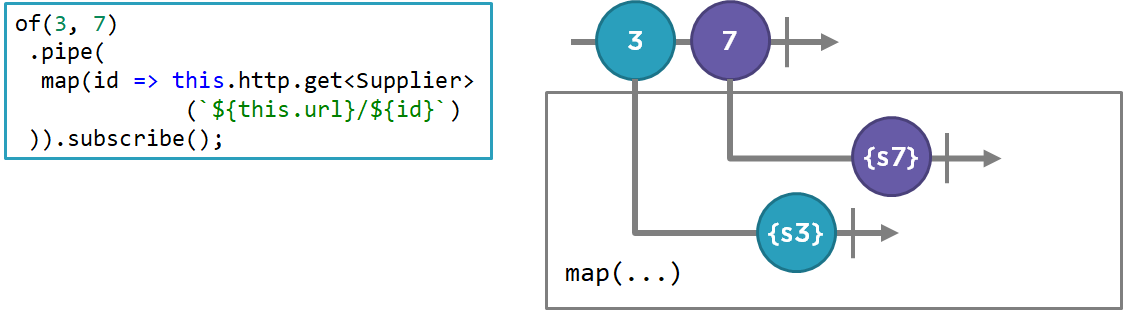 of(3, 7)
.pipe(
map(id => this.http.get<Supplier>
(`${this.url}/${id}`)
)).subscribe();
3
7
{s7}
{s3}
map(...)